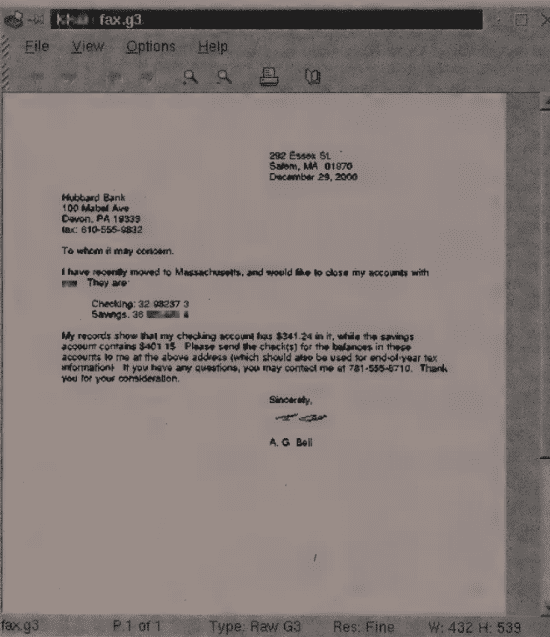 fax.g3
File View Options Help
292 Essex St.
Salem, MA 01970
December 29, 2000
Hubbard Bank
100 Mabel Ave
Devon, PA 19333
fax: 610-555-9832
To whom it may concern.
I have recently moved to Massachusetts, and would like to close my accounts with
They are:
Checking: 32 98237 3
Savings: 36
My records show that my checking account has $341.24 in it, while the savings
account contains $401.15 Please send the check(s) for the balances in these
accounts to me at the above address (which should also be used for end-of-year tax
information) If you have any questions, you may contact me at 781-555-8710. Thank
you for your consideration.
Sincerely,
A. G. Bell
fax.g3 P.1 of 1 Type: Raw G3 Res: Fine W: 432 H: 539